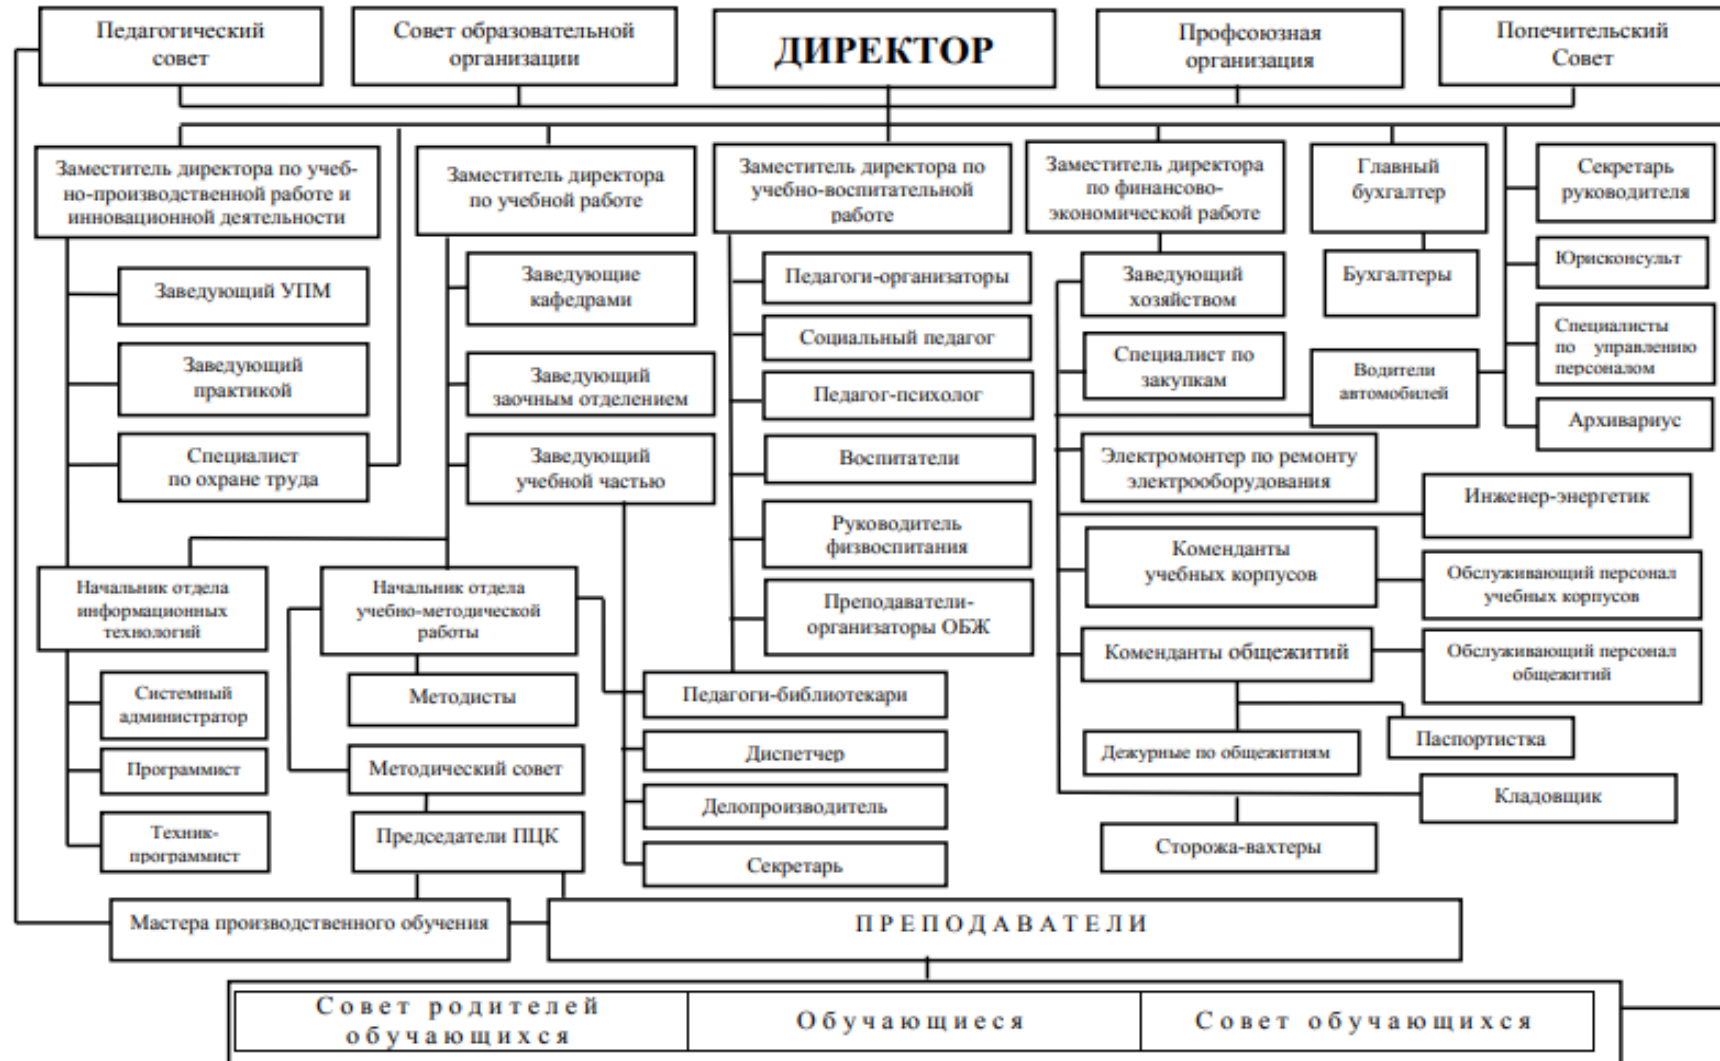 Педагогический
совет
Совет образовательной
организации
ДИРЕКТОР
Профсоюзная
организация
Попечительский
Совет
Заместитель директора по учеб-
но-производственной работе и
инновационной деятельности
Заместитель директора
по учебной работе
Заместитель директора по
учебно-воспитательной
работе
Заместитель директора
по финансово-
экономической работе
Главный
бухгалтер
Секретарь
руководителя
Заведующий УПМ
Заведующие
кафедрами
Педагоги-организаторы
Заведующий
хозяйством
Бухгалтеры
Юрисконсульт
Заведующий
практикой
Заведующий
заочным отделением
Социальный педагог
Специалист по
закупкам
Водители
автомобилей
Специалисты
по управлению
персоналом
Педагог-психолог
Архивариус
Специалист
по охране труда
Заведующий
учебной частью
Воспитатели
Электромонтер по ремонту
электрооборудования
Инженер-энергетик
Руководитель
физвоспитания
Коменданты
учебных корпусов
Обслуживающий персонал
учебных корпусов
Начальник отдела
информационных
технологий
Начальник отдела
учебно-методической
работы
Преподаватели-
организаторы ОБЖ
Коменданты общежитий
Обслуживающий персонал
общежитий
Системный
администратор
Методисты
Педагоги-библиотекари
Паспортистка
Программист
Методический совет
Диспетчер
Дежурные по общежитиям
Делопроизводитель
Кладовщик
Техник-
программист
Председатели ПЦК
Секретарь
Сторожа-вахтеры
Мастера производственного обучения
ПРЕПОДАВАТЕЛИ
Совет родителей
обучающихся
Обучающиеся
Совет обучающихся